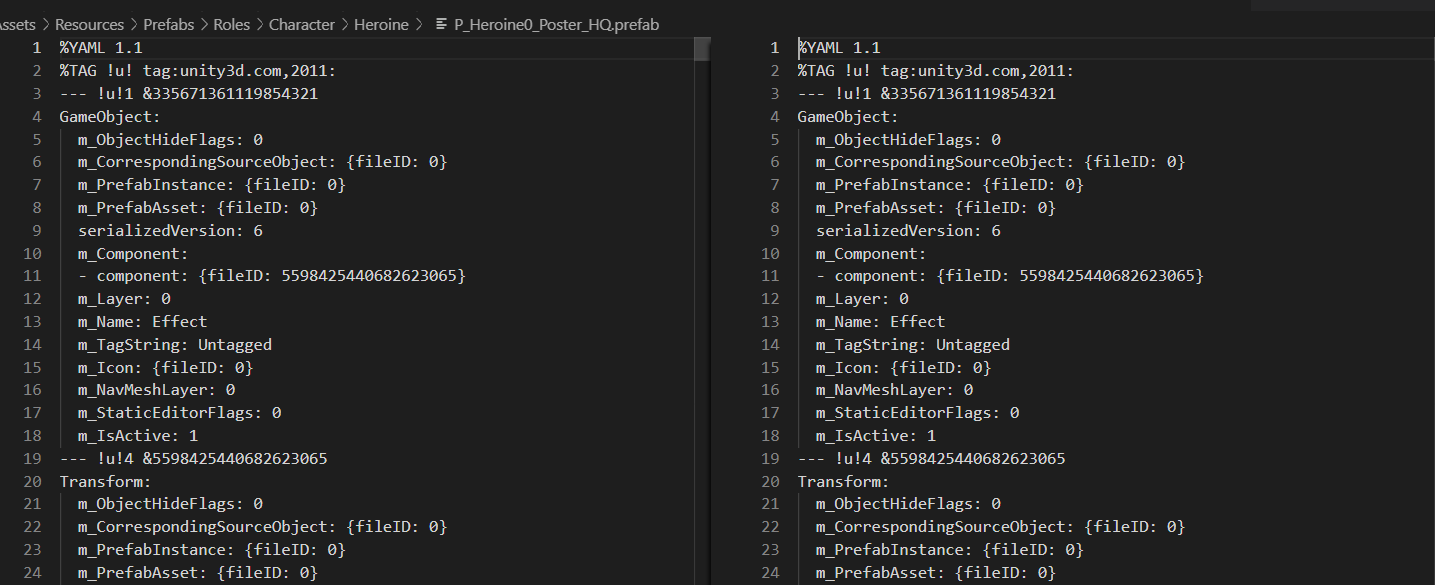 ssets > Resources > Prefabs > Roles > Character > Heroine > P_Heroine0_Poster_HQ.prefab
1 %YAML 1.1
2 %TAG !u! tag:unity3d.com,2011:
3 --- !u!1 &335671361119854321
4 GameObject:
5 m_ObjectHideFlags: 0
6 m_CorrespondingSourceObject: {fileID: 0}
7 m_PrefabInstance: {fileID: 0}
8 m_PrefabAsset: {fileID: 0}
9 serializedVersion: 6
10 m_Component:
11 - component: {fileID: 5598425440682623065}
12 m_Layer: 0
13 m_Name: Effect
14 m_TagString: Untagged
15 m_Icon: {fileID: 0}
16 m_NavMeshLayer: 0
17 m_StaticEditorFlags: 0
18 m_IsActive: 1
19 --- !u!4 &5598425440682623065
20 Transform:
21 m_ObjectHideFlags: 0
22 m_CorrespondingSourceObject: {fileID: 0}
23 m_PrefabInstance: {fileID: 0}
24 m_PrefabAsset: {fileID: 0}
1 %YAML 1.1
2 %TAG !u! tag:unity3d.com,2011:
3 --- !u!1 &335671361119854321
4 GameObject:
5 m_ObjectHideFlags: 0
6 m_CorrespondingSourceObject: {fileID: 0}
7 m_PrefabInstance: {fileID: 0}
8 m_PrefabAsset: {fileID: 0}
9 serializedVersion: 6
10 m_Component:
11 - component: {fileID: 5598425440682623065}
12 m_Layer: 0
13 m_Name: Effect
14 m_TagString: Untagged
15 m_Icon: {fileID: 0}
16 m_NavMeshLayer: 0
17 m_StaticEditorFlags: 0
18 m_IsActive: 1
19 --- !u!4 &5598425440682623065
20 Transform:
21 m_ObjectHideFlags: 0
22 m_CorrespondingSourceObject: {fileID: 0}
23 m_PrefabInstance: {fileID: 0}
24 m_PrefabAsset: {fileID: 0}